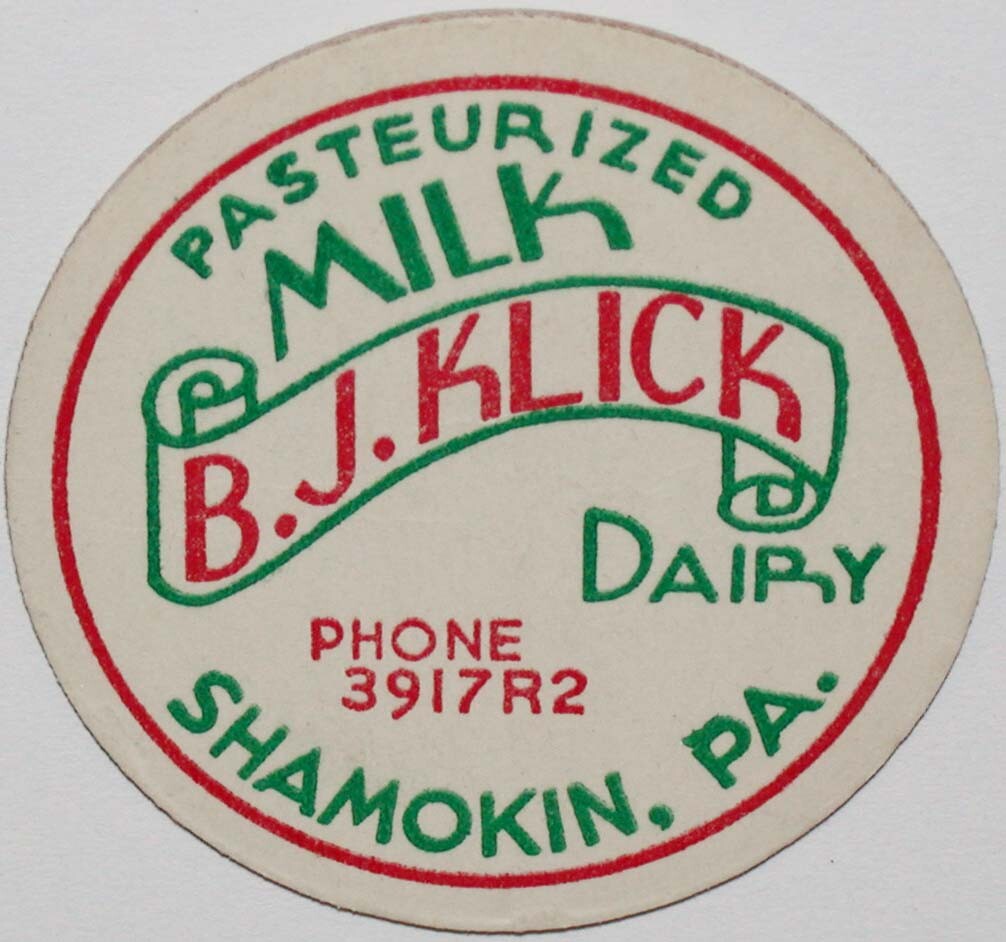 PASTEURIZED
MILK
B.J. KLICK
DAIRY
PHONE
3917R2
SHAMOKIN, PA.